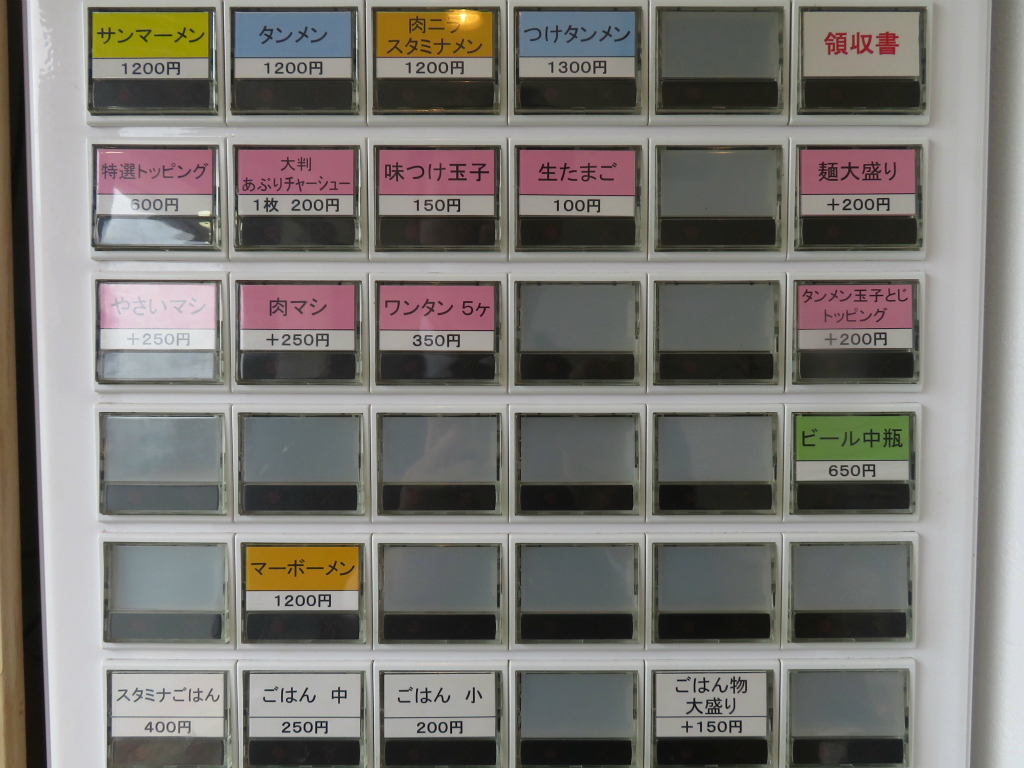 サンマーメン
1200円
タンメン
1200円
肉ニラ
スタミナメン
1200円
つけタンメン
1300円
領収書
特選トッピング
600円
大判
あぶりチャーシュー
1枚 200円
味つけ玉子
150円
生たまご
100円
麺大盛り
+200円
やさいマシ
+250円
肉マシ
+250円
ワンタン 5ヶ
350円
タンメン玉子とじ
トッピング
+200円
ビール中瓶
650円
マーボーメン
1200円
スタミナごはん
400円
ごはん 中
250円
ごはん 小
200円
ごはん物
大盛り
+150円